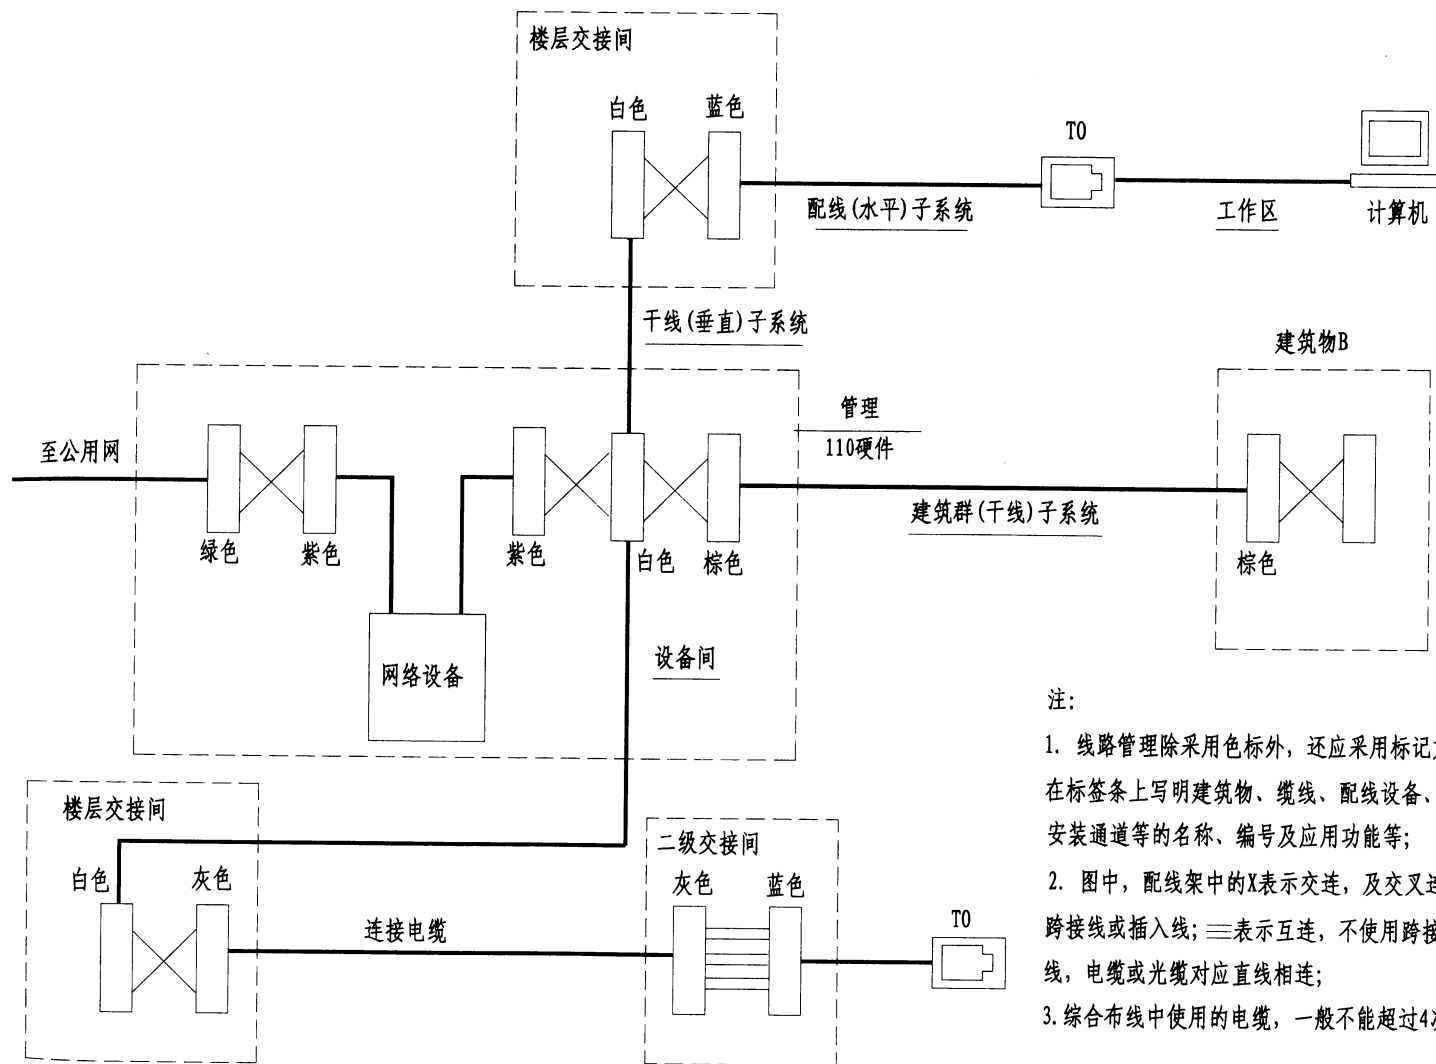 楼层交接间
白色
蓝色
TO
配线(水平)子系统
工作区
计算机
干线(垂直)子系统
建筑物B
管理
110硬件
至公用网
建筑群(干线)子系统
绿色
紫色
紫色
白色
棕色
棕色
网络设备
设备间
注:
1. 线路管理除采用色标外, 还应采用标记
在标签条上写明建筑物、缆线、配线设备、
安装通道等的名称、编号及应用功能等;
2. 图中, 配线架中的X表示交连, 及交叉连
跨接线或插入线; ☰表示互连, 不使用跨接
线, 电缆或光缆对应直线相连;
3.综合布线中使用的电缆, 一般不能超过4
楼层交接间
白色
灰色
连接电缆
二级交接间
灰色
蓝色
TO